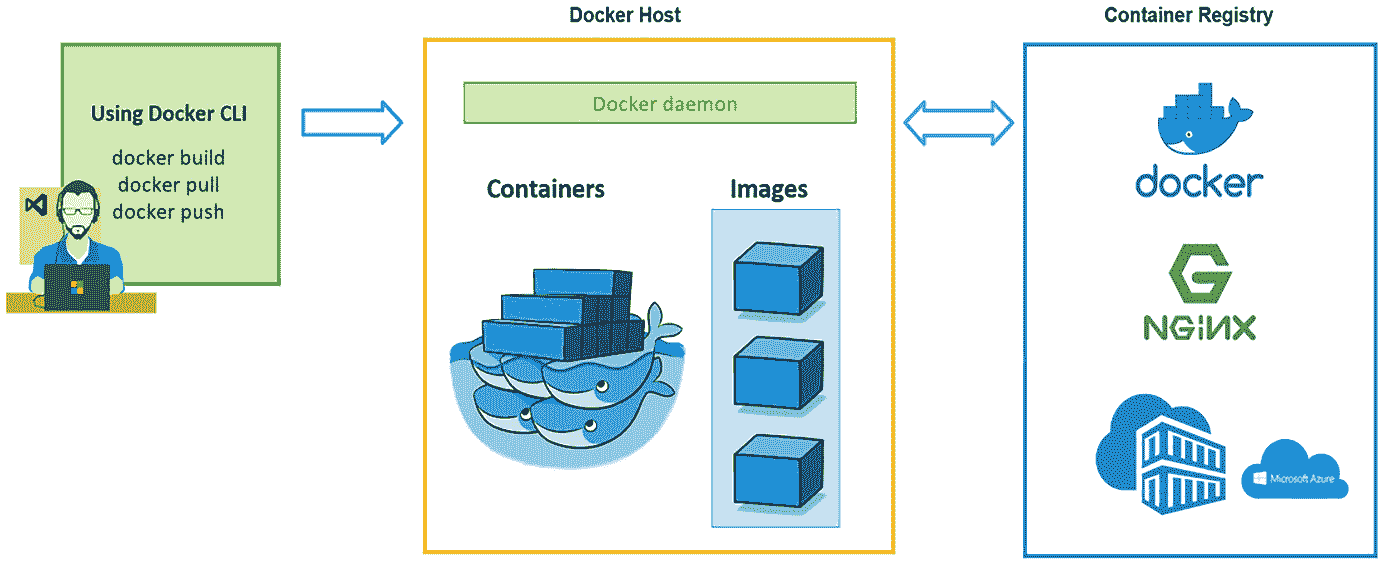 Docker Host
Container Registry
Using Docker CLI
docker build
docker pull
docker push
Docker daemon
Containers
Images
docker
G
NGiNX
Microsoft Azure